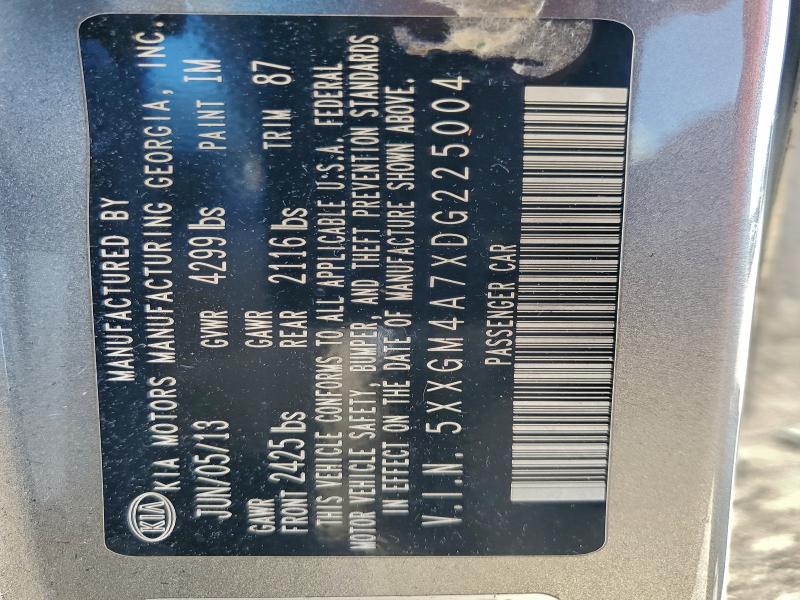 MANUFACTURED BY
KIA KIA MOTORS MANUFACTURING GEORGIA, INC.
JUN/05/13 GVWR 4299 lbs PAINT IM
GAWR GAWR
FRONT 2425 lbs REAR 2116 lbs TRIM 87
THIS VEHICLE CONFORMS TO ALL APPLICABLE U.S.A. FEDERAL
MOTOR VEHICLE SAFETY, BUMPER, AND THEFT PREVENTION STANDARDS
IN EFFECT ON THE DATE OF MANUFACTURE SHOWN ABOVE.
V.I.N. 5XXGM4A7XDG225004
PASSENGER CAR